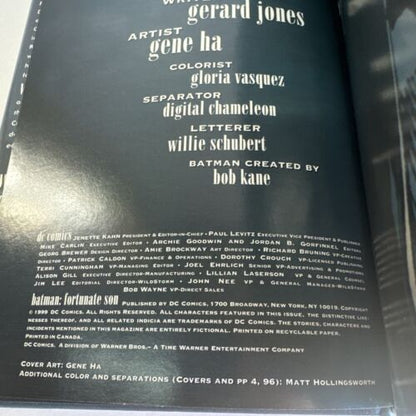 gerard jones
ARTIST
gene ha
COLORIST
gloria vasquez
SEPARATOR
digital chameleon
LETTERER
willie schubert
BATMAN CREATED BY
bob kane
dc comics JENETTE KAHN PRESIDENT & EDITOR-IN-CHIEF • PAUL LEVITZ EXECUTIVE VICE PRESIDENT & PUBLISHER
MIKE CARLIN EXECUTIVE EDITOR • ARCHIE GOODWIN AND JORDAN B. GORFINKEL EDITORS
GEORG BREWER DESIGN DIRECTOR • AMIE BROCKWAY ART DIRECTOR • RICHARD BRUNING VP-CREATIVE
DIRECTOR • PATRICK CALDON VP-FINANCE & OPERATIONS • DOROTHY CROUCH VP-LICENSED PUBLISHING
TERRI CUNNINGHAM VP-MANAGING EDITOR • JOEL EHRLICH SENIOR VP-ADVERTISING & PROMOTIONS
ALISON GILL EXECUTIVE DIRECTOR-MANUFACTURING • LILLIAN LASERSON VP & GENERAL COUNSEL
JIM LEE EDITORIAL DIRECTOR-WILDSTORM • JOHN NEE VP & GENERAL MANAGER-WILDSTORM
BOB WAYNE VP-DIRECT SALES
batman: fortunate son PUBLISHED BY DC COMICS, 1700 BROADWAY, NEW YORK, NY 10019. COPYRIGHT
© 1999 DC COMICS. ALL RIGHTS RESERVED. ALL CHARACTERS FEATURED IN THIS ISSUE, THE DISTINCTIVE LIKE-
NESSES THEREOF, AND ALL RELATED INDICIA ARE TRADEMARKS OF DC COMICS. THE STORIES, CHARACTERS AND
INCIDENTS MENTIONED IN THIS MAGAZINE ARE ENTIRELY FICTIONAL. PRINTED ON RECYCLABLE PAPER.
PRINTED IN CANADA.
DC COMICS. A DIVISION OF WARNER BROS.– A TIME WARNER ENTERTAINMENT COMPANY
COVER ART: GENE HA
ADDITIONAL COLOR AND SEPARATIONS (COVERS AND PP 4, 96): MATT HOLLINGSWORTH